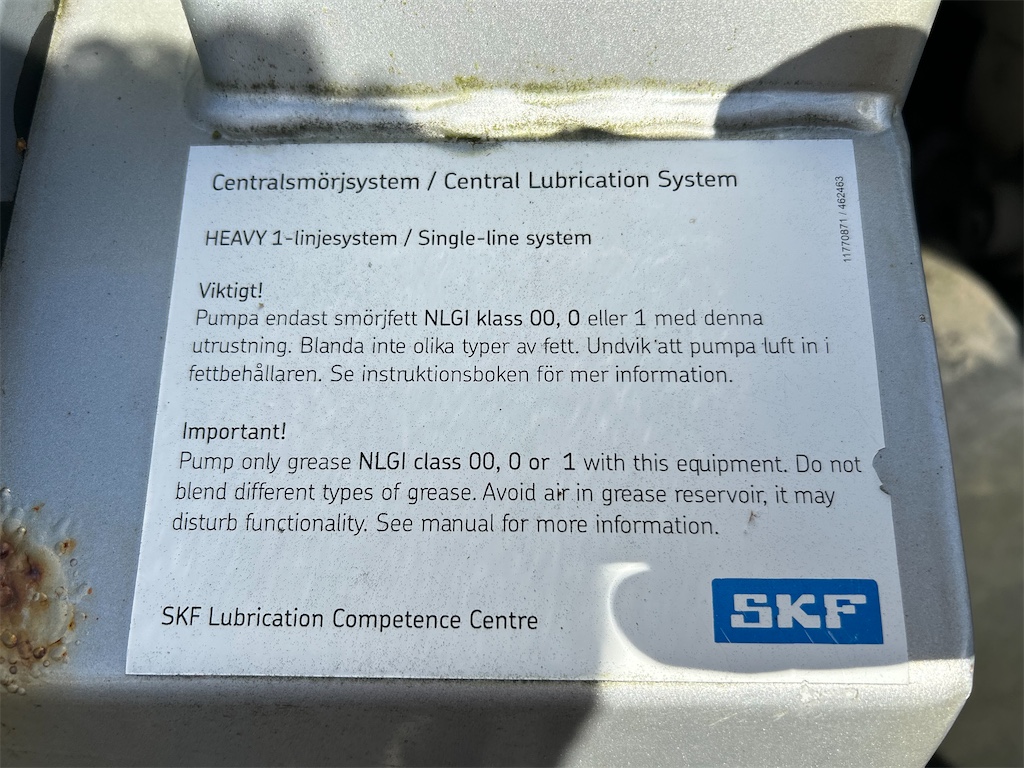 Centralsmörjsystem / Central Lubrication System
11770871 / 462463
HEAVY 1-linjesystem / Single-line system
Viktigt!
Pumpa endast smörjfett NLGI klass 00, 0 eller 1 med denna
utrustning. Blanda inte olika typer av fett. Undvik att pumpa luft in i
fettbehållaren. Se instruktionsboken för mer information.
Important!
Pump only grease NLGI class 00, 0 or 1 with this equipment. Do not
blend different types of grease. Avoid air in grease reservoir, it may
disturb functionality. See manual for more information.
SKF Lubrication Competence Centre
SKF